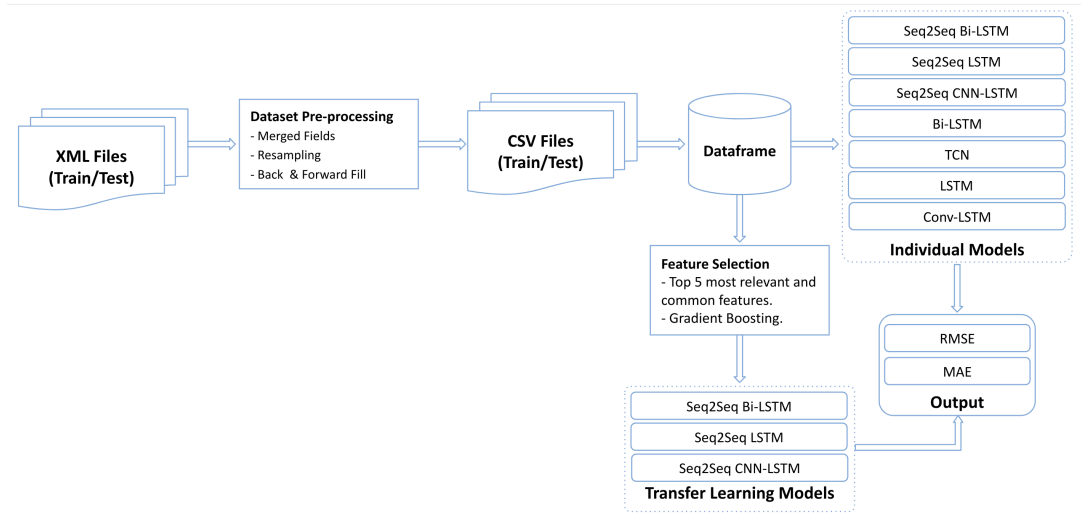 XML Files
(Train/Test)
Dataset Pre-processing
- Merged Fields
- Resampling
- Back & Forward Fill
CSV Files
(Train/Test)
Dataframe
Seq2Seq Bi-LSTM
Seq2Seq LSTM
Seq2Seq CNN-LSTM
Bi-LSTM
TCN
LSTM
Conv-LSTM
Individual Models
Feature Selection
- Top 5 most relevant and
common features.
- Gradient Boosting.
Seq2Seq Bi-LSTM
Seq2Seq LSTM
Seq2Seq CNN-LSTM
Transfer Learning Models
RMSE
MAE
Output